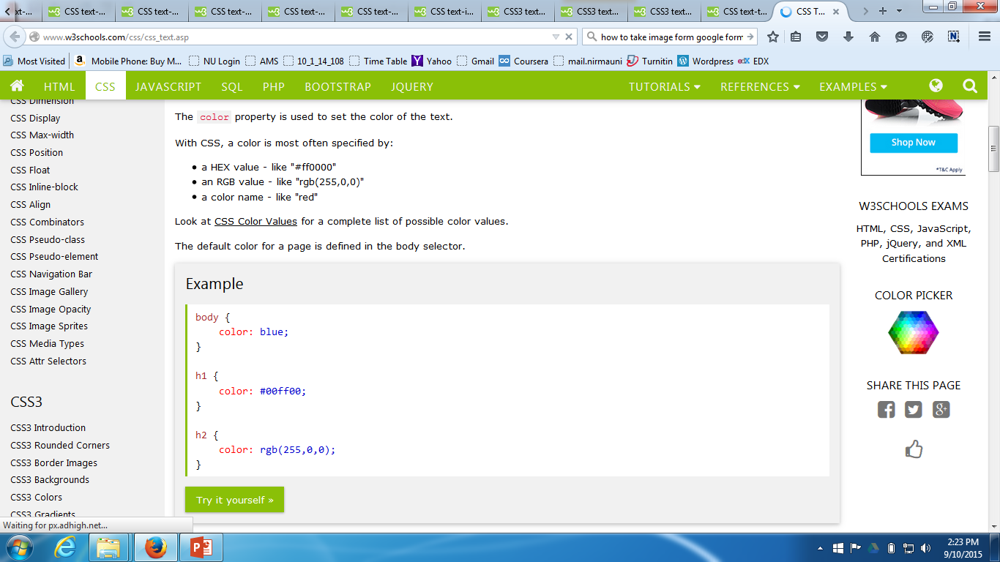 xt-...
CSS text-...
CSS text-...
CSS text-...
CSS text-...
CSS text-...
CSS text-i...
CSS3 text-...
CSS3 text-...
CSS3 text-...
CSS text-t...
CSS T...
www.w3schools.com/css/css_text.asp
how to take image form google form
Most Visited
Mobile Phone: Buy M...
NU Login
AMS
10_1_14_108
Time Table
Yahoo
Gmail
Coursera
mail.nirmauni
Turnitin
Wordpress
EDX
HTML
CSS
JAVASCRIPT
SQL
PHP
BOOTSTRAP
JQUERY
TUTORIALS
REFERENCES
EXAMPLES
CSS Dimension
CSS Display
CSS Max-width
CSS Position
CSS Float
CSS Inline-block
CSS Align
CSS Combinators
CSS Pseudo-class
CSS Pseudo-element
CSS Navigation Bar
CSS Image Gallery
CSS Image Opacity
CSS Image Sprites
CSS Media Types
CSS Attr Selectors
CSS3
CSS3 Introduction
CSS3 Rounded Corners
CSS3 Border Images
CSS3 Backgrounds
CSS3 Colors
CSS3 Gradients
The color property is used to set the color of the text.
With CSS, a color is most often specified by:
• a HEX value - like "#ff0000"
• an RGB value - like "rgb(255,0,0)"
• a color name - like "red"
Look at CSS Color Values for a complete list of possible color values.
The default color for a page is defined in the body selector.
Example
body {
    color: blue;
}
h1 {
    color: #00ff00;
}
h2 {
    color: rgb(255,0,0);
}
Try it yourself »
Shop Now
*T&C Apply
W3SCHOOLS EXAMS
HTML, CSS, JavaScript,
PHP, jQuery, and XML
Certifications
COLOR PICKER
SHARE THIS PAGE
Waiting for px.adhigh.net...
2:23 PM
9/10/2015